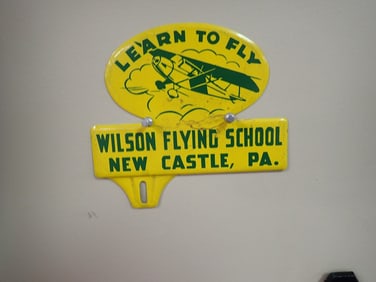 LEARN TO FLY
WILSON FLYING SCHOOL
NEW CASTLE, PA.